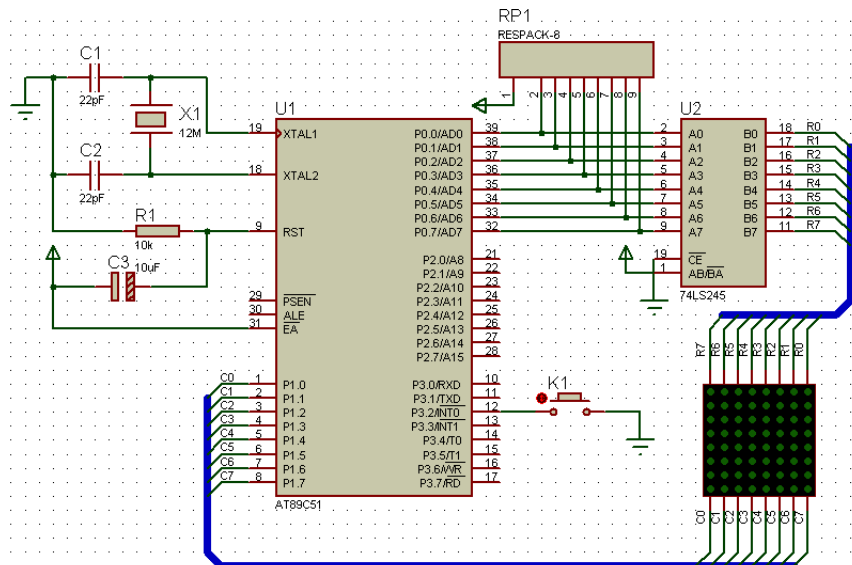 RP1
RESPACK-8
1 2 3 4 5 6 7 8 9
C1
22pF
X1
12M
C2
22pF
R1
10k
C3
10uF
U1
19 XTAL1
18 XTAL2
9 RST
29 PSEN
30 ALE
31 EA
C0 1 P1.0
C1 2 P1.1
C2 3 P1.2
C3 4 P1.3
C4 5 P1.4
C5 6 P1.5
C6 7 P1.6
C7 8 P1.7
P0.0/AD0 39
P0.1/AD1 38
P0.2/AD2 37
P0.3/AD3 36
P0.4/AD4 35
P0.5/AD5 34
P0.6/AD6 33
P0.7/AD7 32
P2.0/A8 21
P2.1/A9 22
P2.2/A10 23
P2.3/A11 24
P2.4/A12 25
P2.5/A13 26
P2.6/A14 27
P2.7/A15 28
P3.0/RXD 10
P3.1/TXD 11
P3.2/INT0 12
P3.3/INT1 13
P3.4/T0 14
P3.5/T1 15
P3.6/WR 16
P3.7/RD 17
AT89C51
K1
U2
2 A0 B0 18 R0
3 A1 B1 17 R1
4 A2 B2 16 R2
5 A3 B3 15 R3
6 A4 B4 14 R4
7 A5 B5 13 R5
8 A6 B6 12 R6
9 A7 B7 11 R7
19 CE
1 AB/BA
74LS245
R7 R6 R5 R4 R3 R2 R1 R0
C0 C1 C2 C3 C4 C5 C6 C7